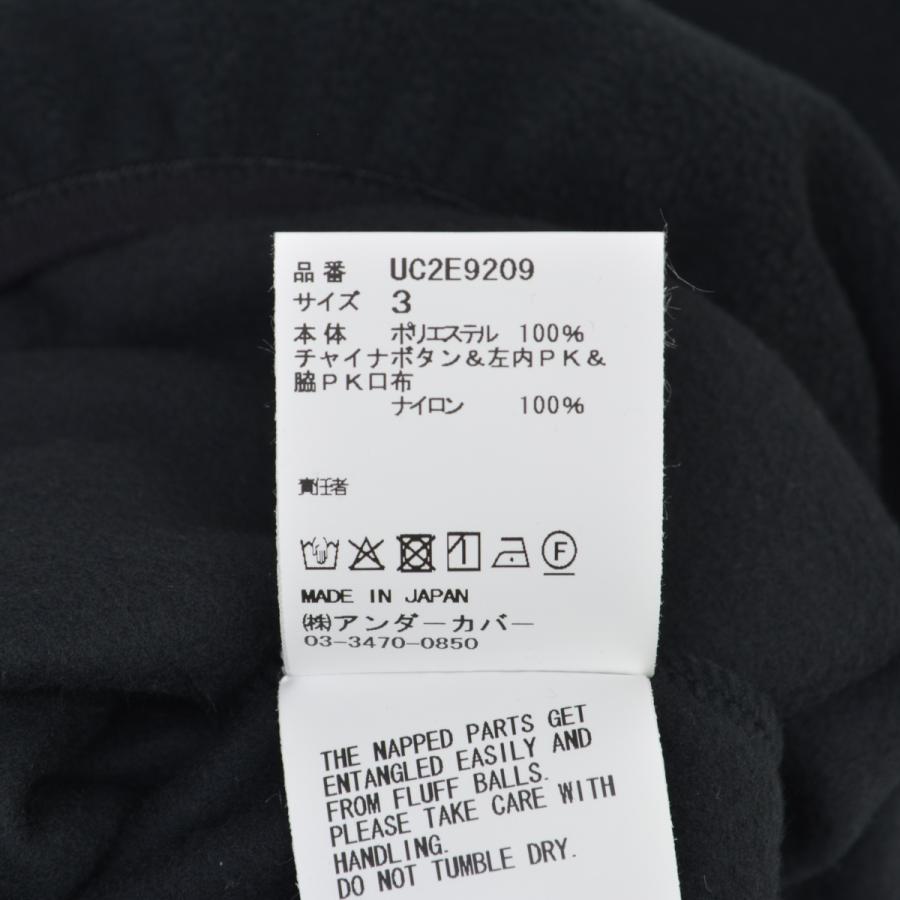 品番 UC2E9209
サイズ 3
本体 ポリエステル 100%
チャイナボタン&左内PK&
脇PK口布
ナイロン 100%
責任者
F
MADE IN JAPAN
㈱アンダーカバー
03-3470-0850
THE NAPPED PARTS GET
ENTANGLED EASILY AND
FROM FLUFF BALLS.
PLEASE TAKE CARE WITH
HANDLING.
DO NOT TUMBLE DRY.